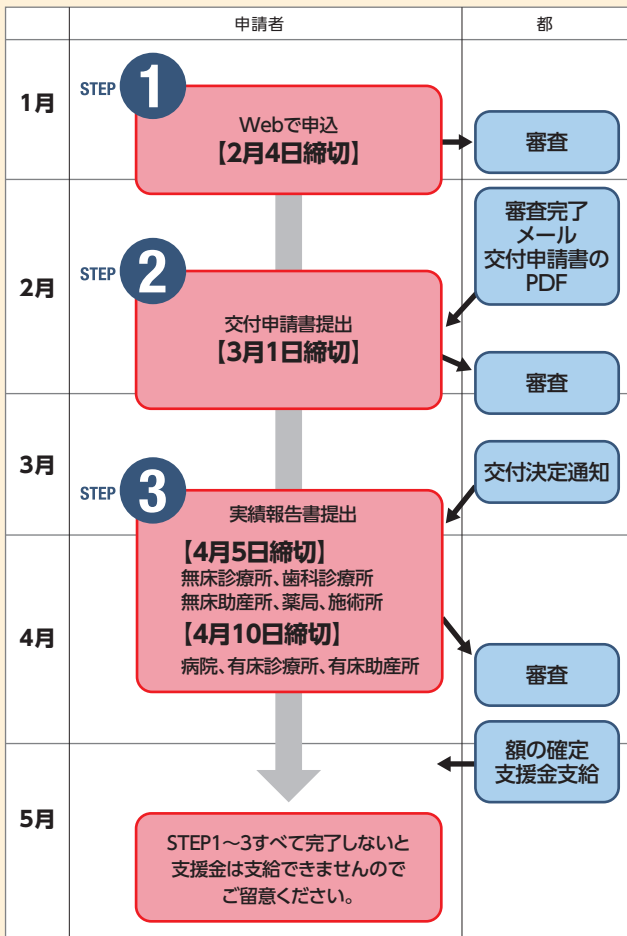 申請者
都
1月
STEP 1
Webで申込
【2月4日締切】
審査
審査完了
メール
交付申請書の
PDF
2月
STEP 2
交付申請書提出
【3月1日締切】
審査
3月
交付決定通知
STEP 3
実績報告書提出
【4月5日締切】
無床診療所、歯科診療所
無床助産所、薬局、施術所
【4月10日締切】
病院、有床診療所、有床助産所
4月
審査
額の確定
支援金支給
5月
STEP1〜3すべて完了しないと
支援金は支給できませんので
ご留意ください。